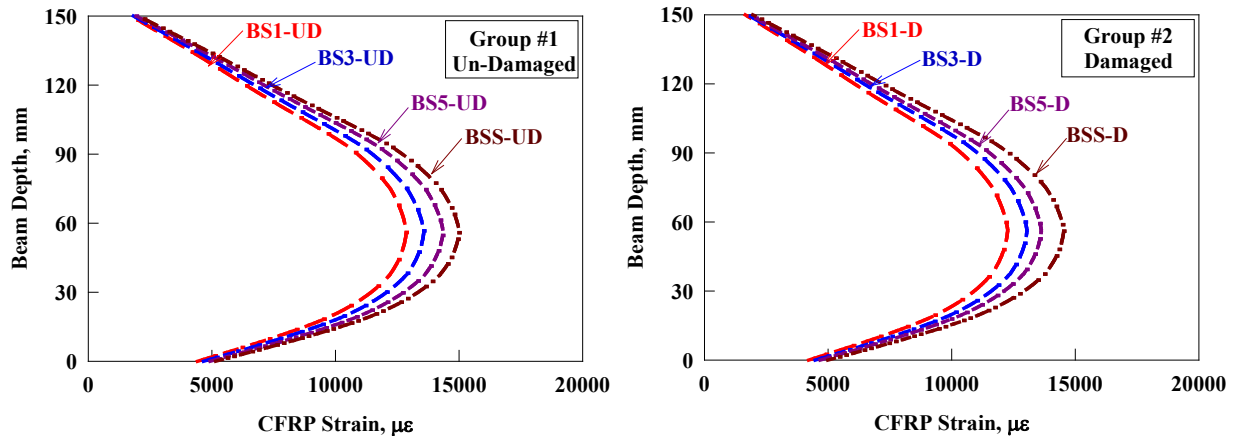 150
120
90
60
30
0
Beam Depth, mm
BS1-UD
BS3-UD
BS5-UD
BSS-UD
Group #1
Un-Damaged
0
5000
10000
15000
20000
CFRP Strain, με
150
120
90
60
30
0
Beam Depth, mm
BS1-D
BS3-D
BS5-D
BSS-D
Group #2
Damaged
0
5000
10000
15000
20000
CFRP Strain, με